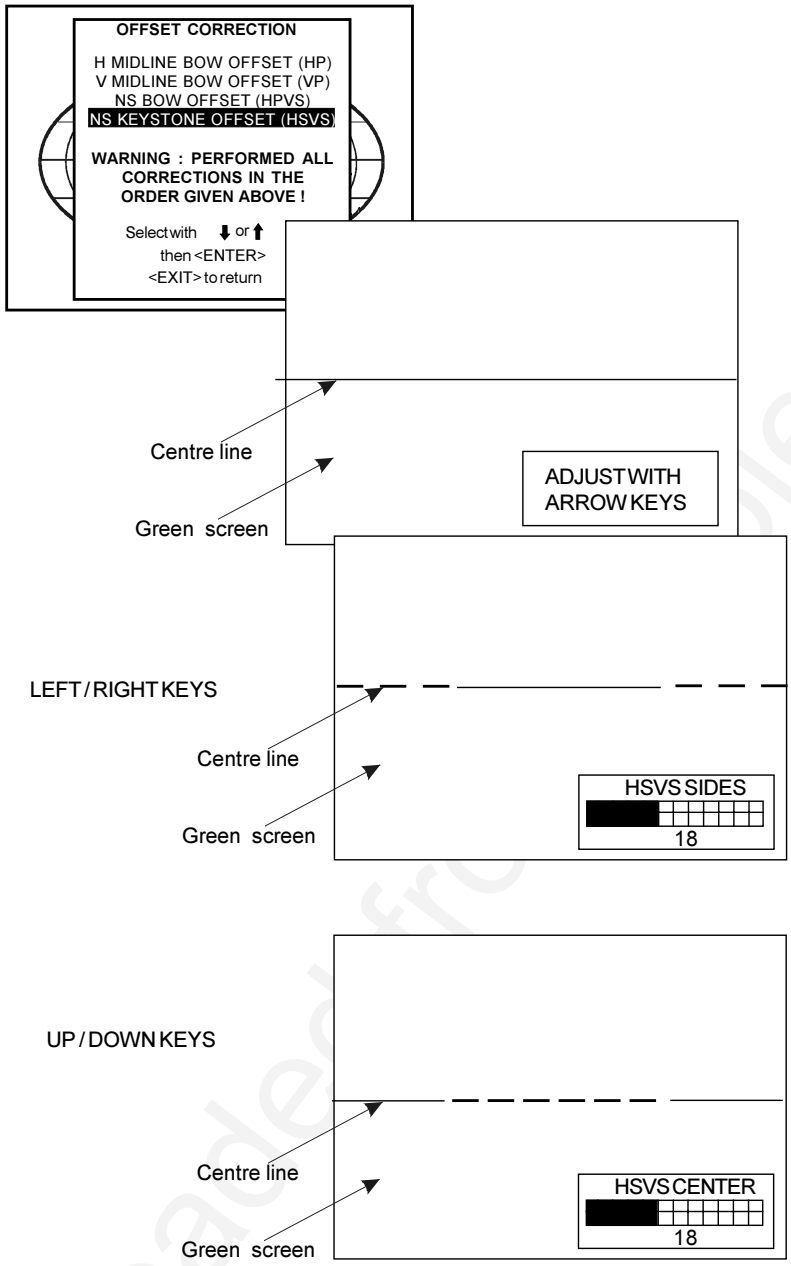 OFFSET CORRECTION
H MIDLINE BOW OFFSET (HP)
V MIDLINE BOW OFFSET (VP)
NS BOW OFFSET (HPVS)
NS KEYSTONE OFFSET (HSVS)
WARNING : PERFORMED ALL
CORRECTIONS IN THE
ORDER GIVEN ABOVE !
Select with ⬇ or ⬆
then <ENTER>
<EXIT> to return
Centre line
Green screen
ADJUST WITH
ARROW KEYS
LEFT / RIGHT KEYS
Centre line
Green screen
HSVS SIDES
18
UP / DOWN KEYS
Centre line
Green screen
HSVS CENTER
18